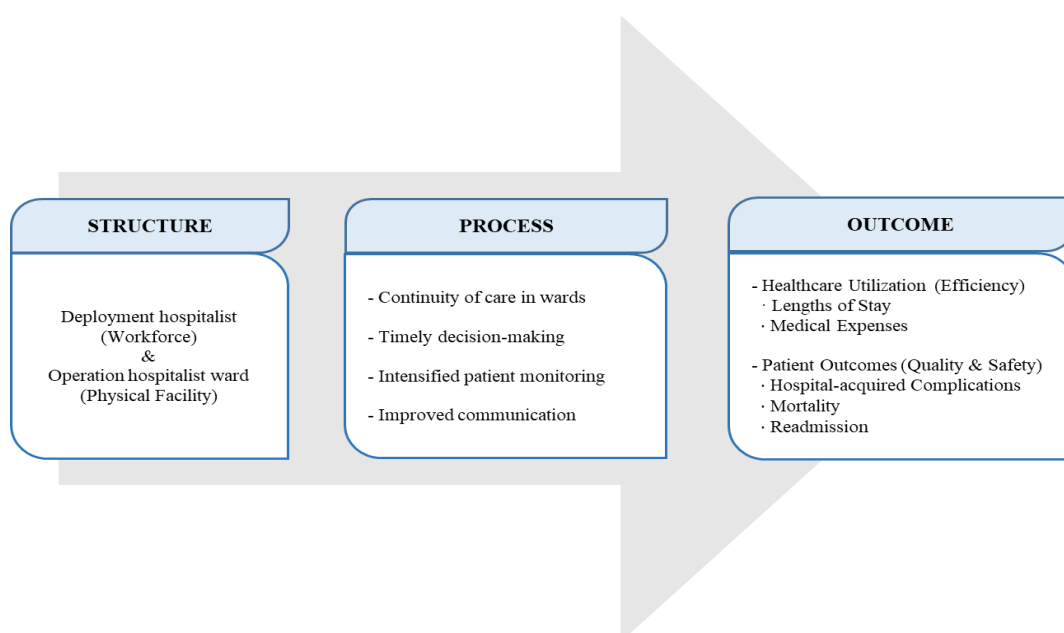 STRUCTURE
Deployment hospitalist
(Workforce)
&
Operation hospitalist ward
(Physical Facility)
PROCESS
- Continuity of care in wards
- Timely decision-making
- Intensified patient monitoring
- Improved communication
OUTCOME
- Healthcare Utilization (Efficiency)
· Lengths of Stay
· Medical Expenses
- Patient Outcomes (Quality & Safety)
· Hospital-acquired Complications
· Mortality
· Readmission